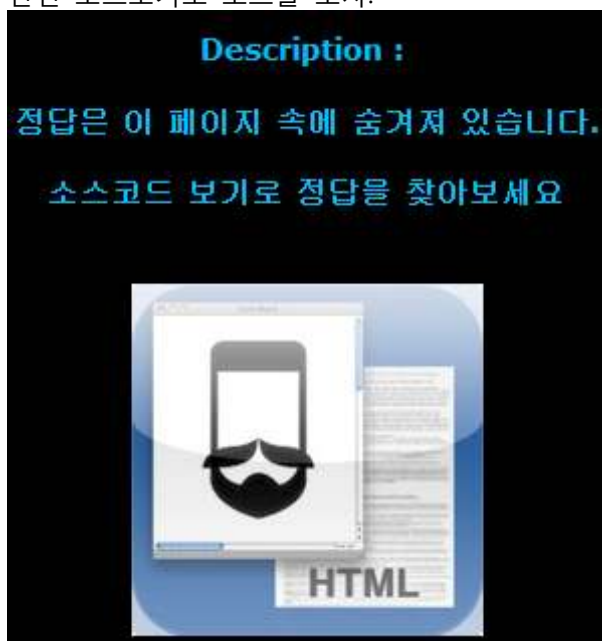 Description :
정답은 이 페이지 속에 숨겨져 있습니다.
소스코드 보기로 정답을 찾아보세요
HTML